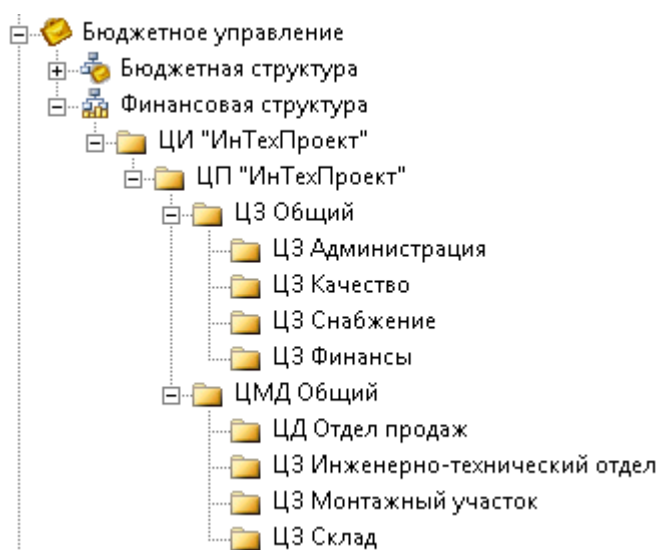 Бюджетное управление
Бюджетная структура
Финансовая структура
ЦИ "ИнТехПроект"
ЦП "ИнТехПроект"
ЦЗ Общий
ЦЗ Администрация
ЦЗ Качество
ЦЗ Снабжение
ЦЗ Финансы
ЦМД Общий
ЦД Отдел продаж
ЦЗ Инженерно-технический отдел
ЦЗ Монтажный участок
ЦЗ Склад